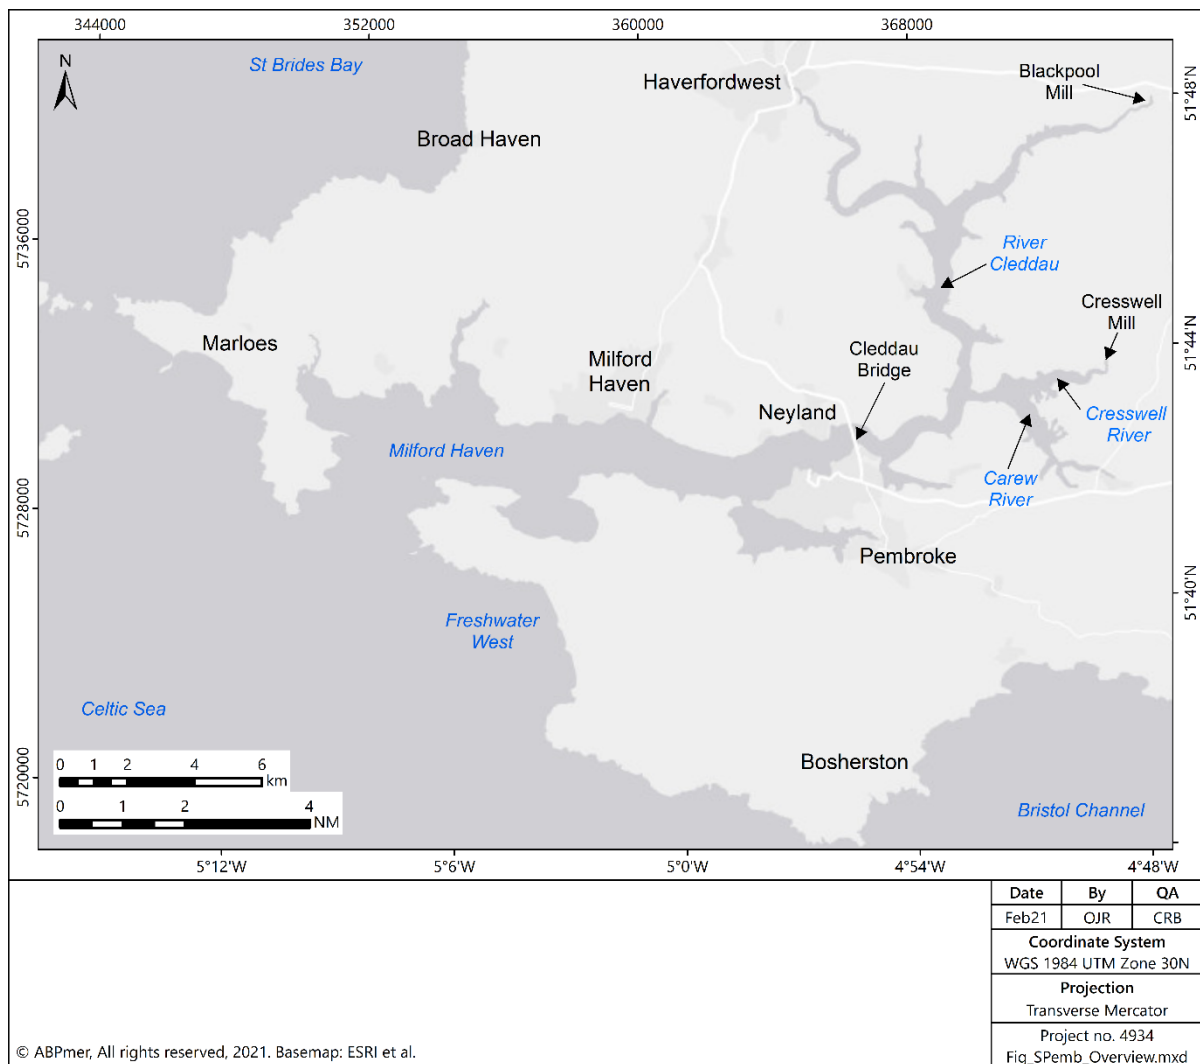 344000
352000
360000
368000
St Brides Bay
N
Haverfordwest
Blackpool
Mill
51°48'N
Broad Haven
5736000
River
Cleddau
Cresswell
Mill
Marloes
Milford
Haven
Cleddau
Bridge
51°44'N
Neyland
Cresswell
River
Milford Haven
Carew
River
5728000
Pembroke
51°40'N
Freshwater
West
Celtic Sea
Bosherston
5720000
0 1 2 4 6
km
0 1 2 4
NM
Bristol Channel
5°12'W
5°6'W
5°0'W
4°54'W
4°48'W
Date By QA
Feb21 OJR CRB
Coordinate System
WGS 1984 UTM Zone 30N
Projection
Transverse Mercator
Project no. 4934
Fig_SPemb_Overview.mxd
© ABPmer, All rights reserved, 2021. Basemap: ESRI et al.